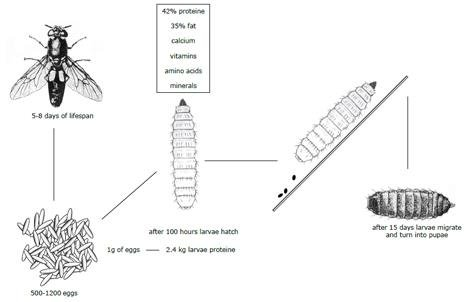 42% proteine
35% fat
calcium
vitamins
amino acids
minerals
5-8 days of lifespan
after 100 hours larvae hatch
1g of eggs — 2.4 kg larvae proteine
500-1200 eggs
after 15 days larvae migrate
and turn into pupae